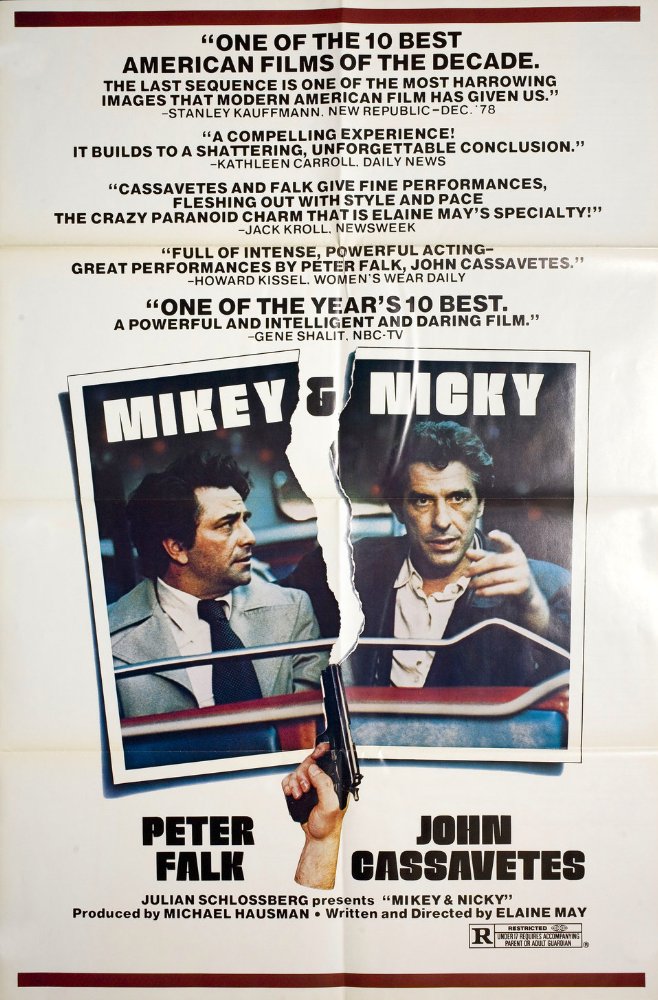 “ONE OF THE 10 BEST
AMERICAN FILMS OF THE DECADE.
THE LAST SEQUENCE IS ONE OF THE MOST HARROWING
IMAGES THAT MODERN AMERICAN FILM HAS GIVEN US.”
–STANLEY KAUFFMANN. NEW REPUBLIC–DEC. '78
“A COMPELLING EXPERIENCE!
IT BUILDS TO A SHATTERING, UNFORGETTABLE CONCLUSION.”
–KATHLEEN CARROLL. DAILY NEWS
“CASSAVETES AND FALK GIVE FINE PERFORMANCES,
FLESHING OUT WITH STYLE AND PACE
THE CRAZY PARANOID CHARM THAT IS ELAINE MAY’S SPECIALTY!”
–JACK KROLL. NEWSWEEK
“FULL OF INTENSE, POWERFUL ACTING–
GREAT PERFORMANCES BY PETER FALK, JOHN CASSAVETES.”
–HOWARD KISSEL. WOMEN’S WEAR DAILY
“ONE OF THE YEAR’S 10 BEST.
A POWERFUL AND INTELLIGENT AND DARING FILM.”
–GENE SHALIT. NBC-TV
MIKEY & NICKY
PETER
FALK
JOHN
CASSAVETES
JULIAN SCHLOSSBERG presents “MIKEY & NICKY”
Produced by MICHAEL HAUSMAN • Written and Directed by ELAINE MAY
R RESTRICTED
UNDER 17 REQUIRES ACCOMPANYING
PARENT OR ADULT GUARDIAN ®